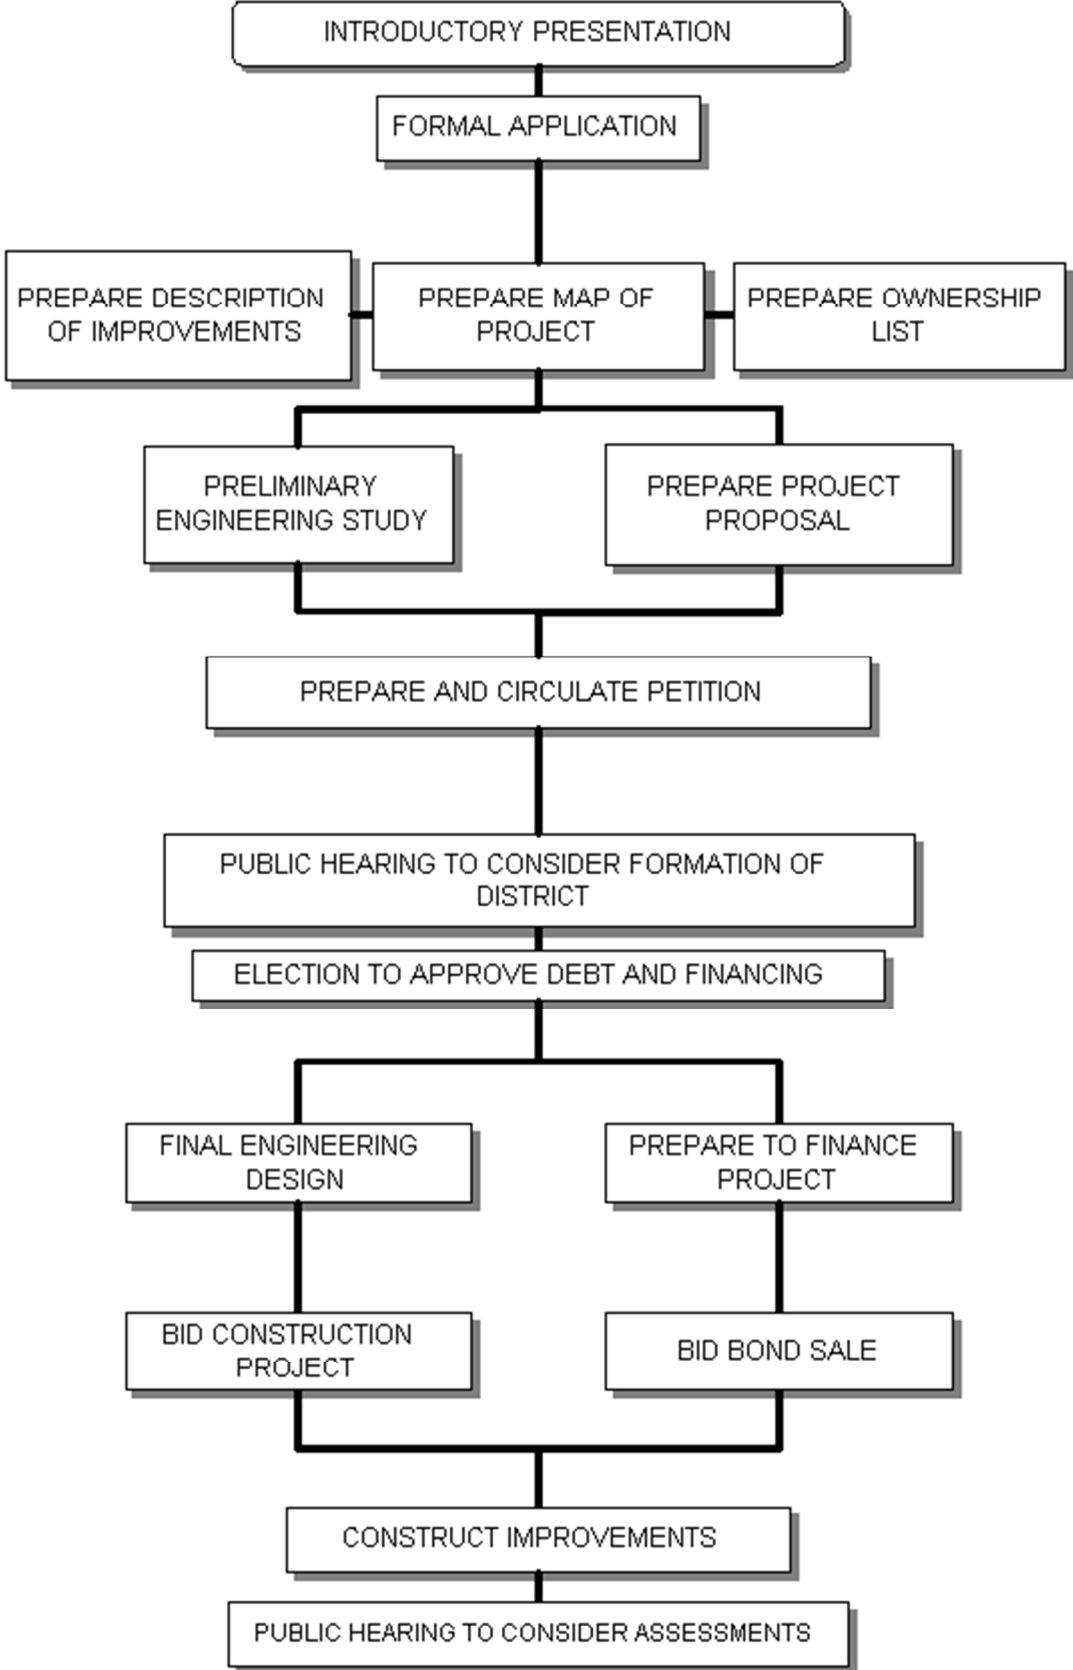 INTRODUCTORY PRESENTATION
FORMAL APPLICATION
PREPARE DESCRIPTION
OF IMPROVEMENTS
PREPARE MAP OF
PROJECT
PREPARE OWNERSHIP
LIST
PRELIMINARY
ENGINEERING STUDY
PREPARE PROJECT
PROPOSAL
PREPARE AND CIRCULATE PETITION
PUBLIC HEARING TO CONSIDER FORMATION OF
DISTRICT
ELECTION TO APPROVE DEBT AND FINANCING
FINAL ENGINEERING
DESIGN
PREPARE TO FINANCE
PROJECT
BID CONSTRUCTION
PROJECT
BID BOND SALE
CONSTRUCT IMPROVEMENTS
PUBLIC HEARING TO CONSIDER ASSESSMENTS